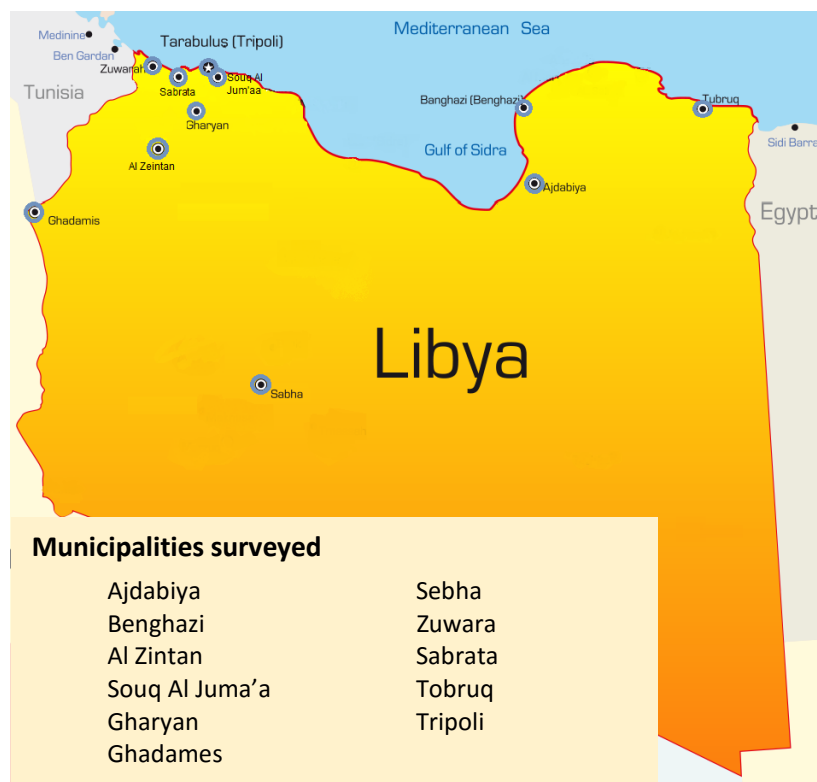 Mediterranean Sea
Medinine
Tarabulus (Tripoli)
Ben Gardan
Zuwarah
Sabrata
Souq Al
Jum'aa
Tunisia
Banghazi (Benghazi)
Tubruq
Gharyan
Al Zeintan
Gulf of Sidra
Sidi Barra
Ajdabiya
Ghadamis
Egypt
Libya
Sabha
Municipalities surveyed
Ajdabiya
Benghazi
Al Zintan
Souq Al Juma’a
Gharyan
Ghadames
Sebha
Zuwara
Sabrata
Tobruq
Tripoli